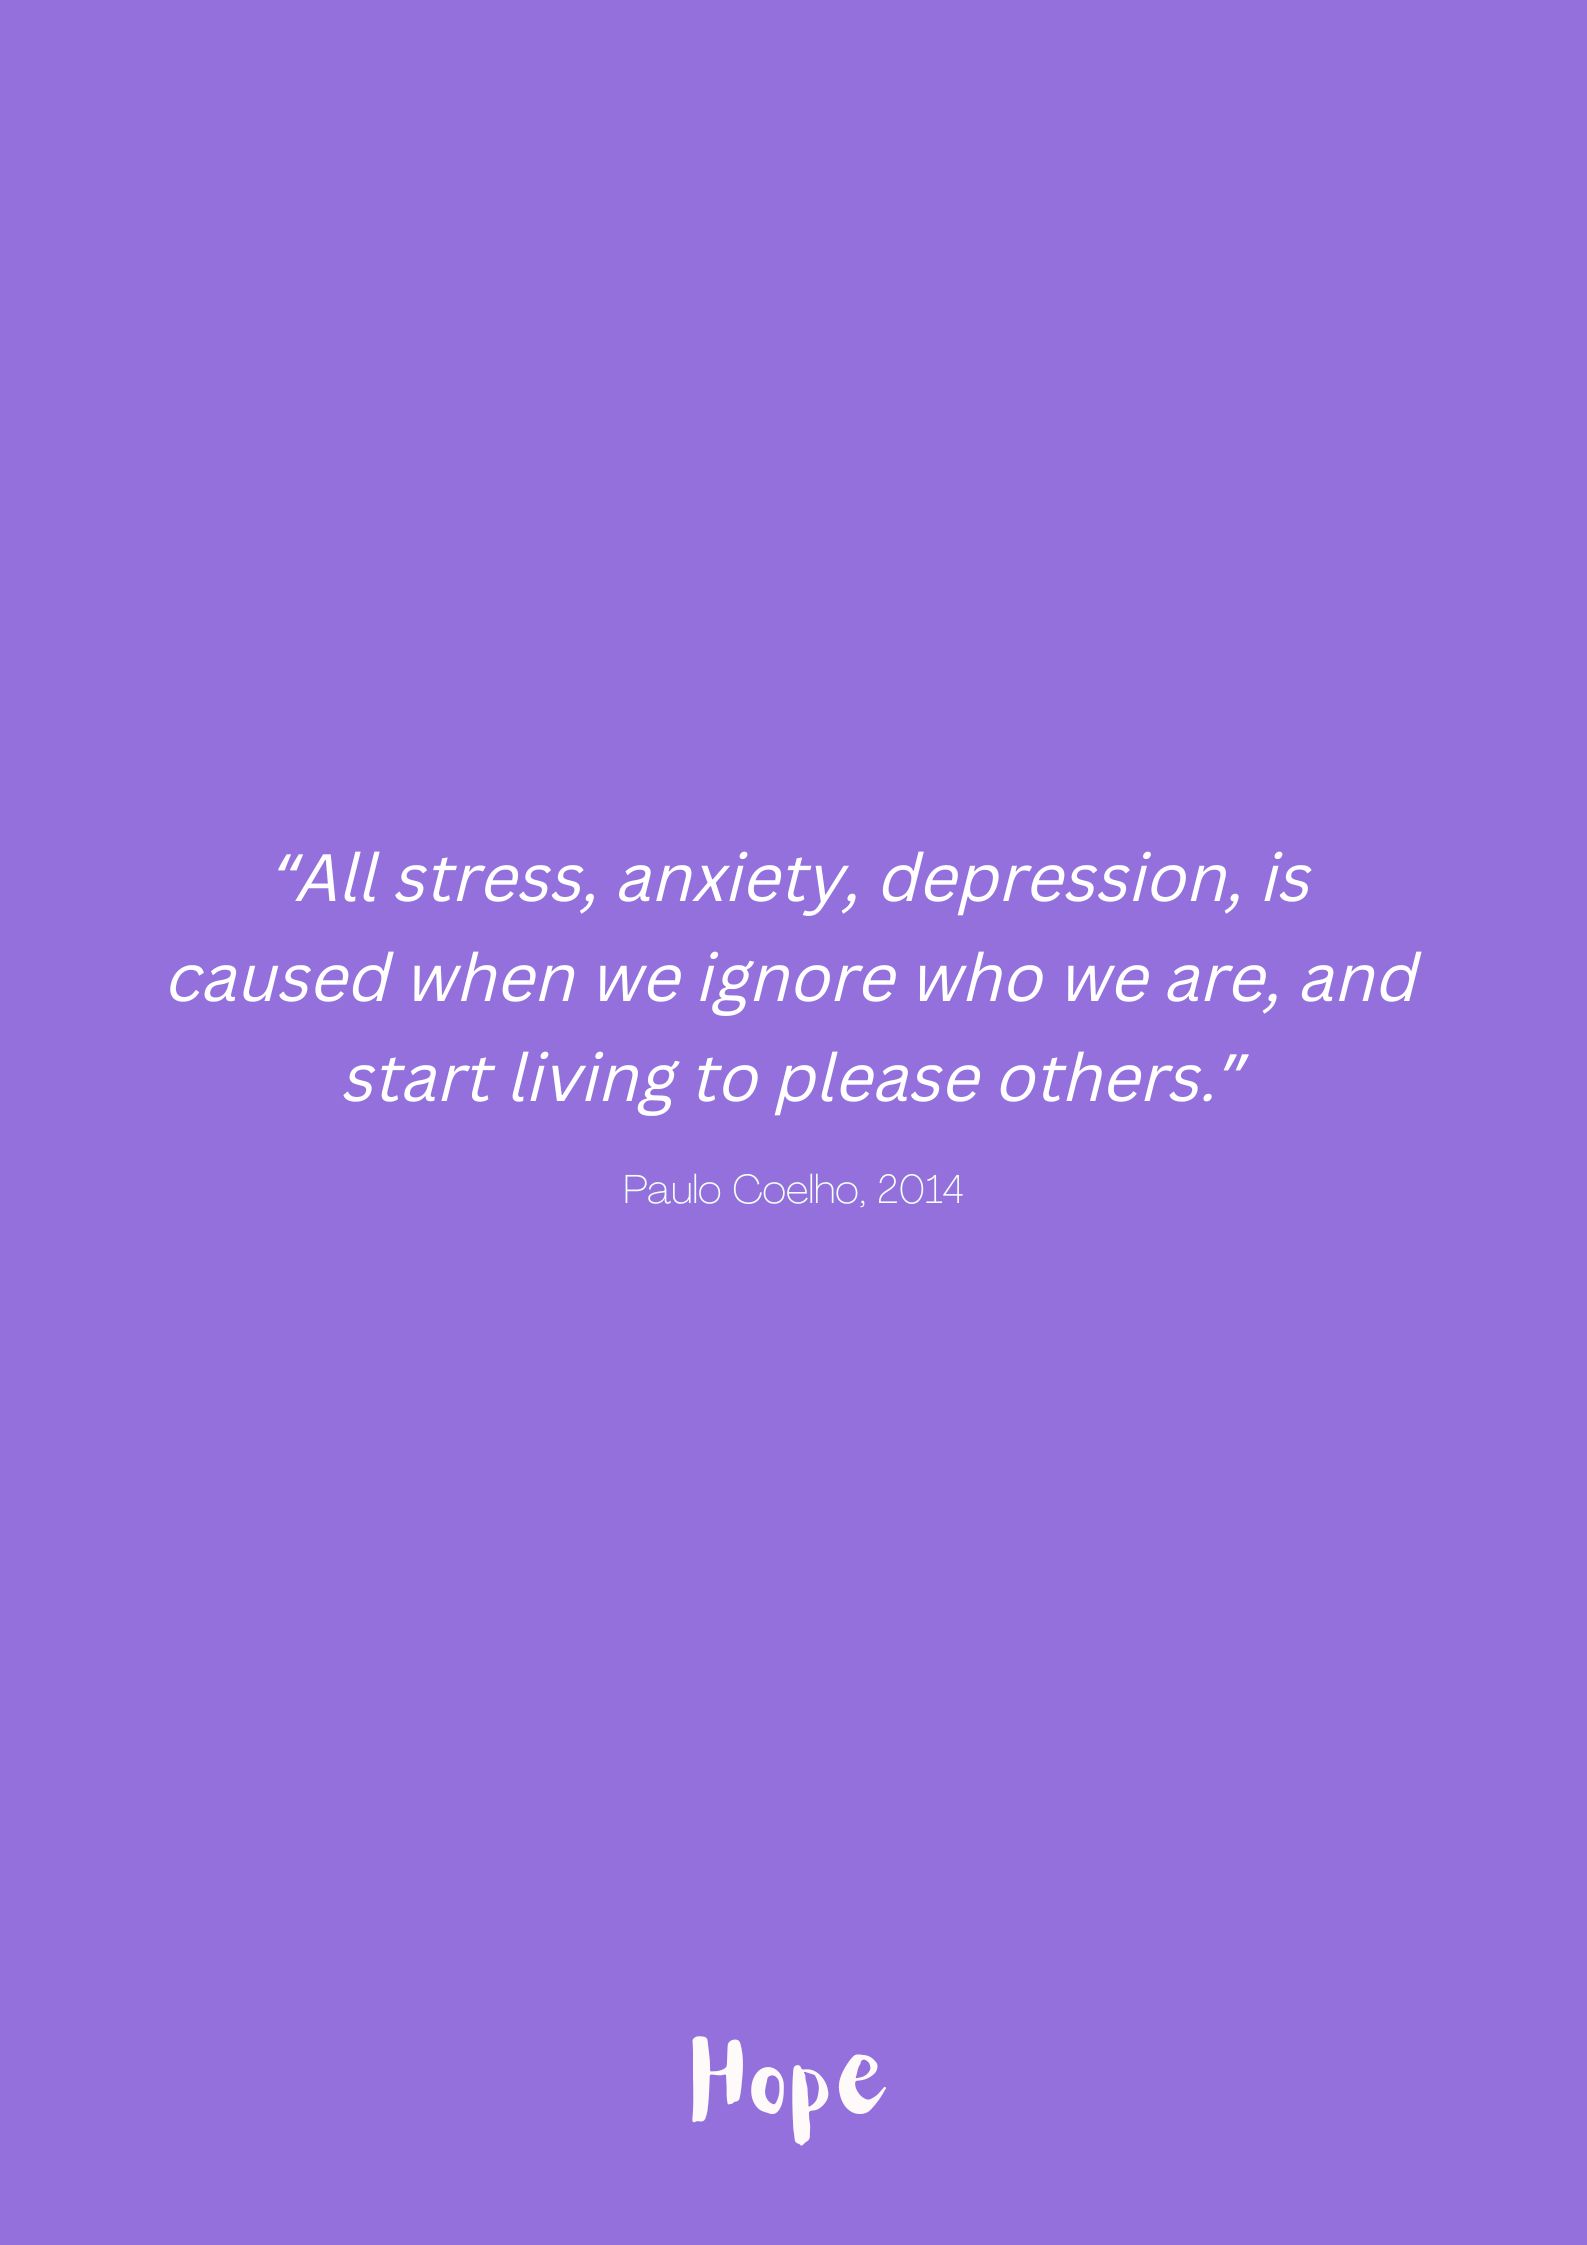 “All stress, anxiety, depression, is
caused when we ignore who we are, and
start living to please others.”
Paulo Coelho, 2014
Hope